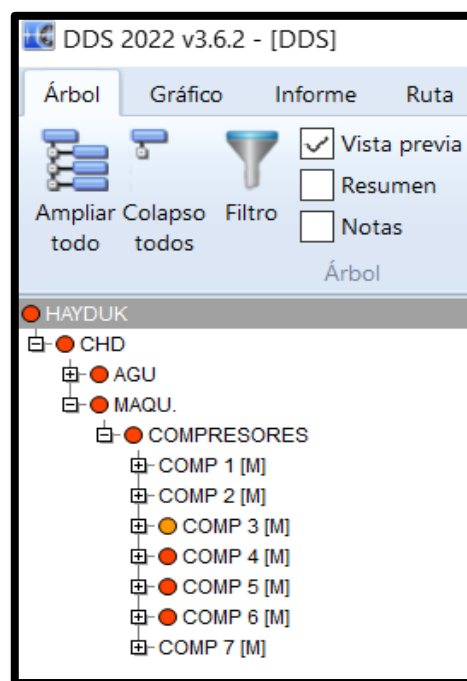 DDS 2022 v3.6.2 - [DDS]
Árbol Gráfico Informe Ruta
Ampliar todo
Colapso todos
Filtro
Vista previa
Resumen
Notas
Árbol
HAYDUK
CHD
AGU
MAQU.
COMPRESORES
COMP 1 [M]
COMP 2 [M]
COMP 3 [M]
COMP 4 [M]
COMP 5 [M]
COMP 6 [M]
COMP 7 [M]